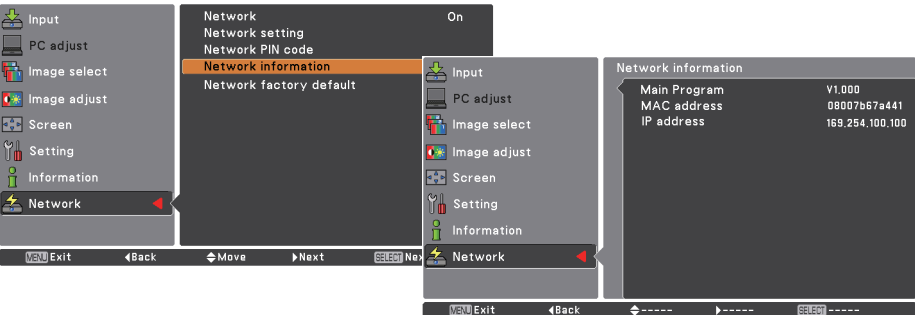 Input
PC adjust
Image select
Image adjust
Screen
Setting
Information
Network
Network On
Network setting
Network PIN code
Network information
Network factory default
MENU Exit Back Move Next SELECT Nex
Input
PC adjust
Image select
Image adjust
Screen
Setting
Information
Network
Network information
Main Program V1,000
MAC address 08007b67a441
IP address 169,254,100,100
MENU Exit Back ----- ----- SELECT -----